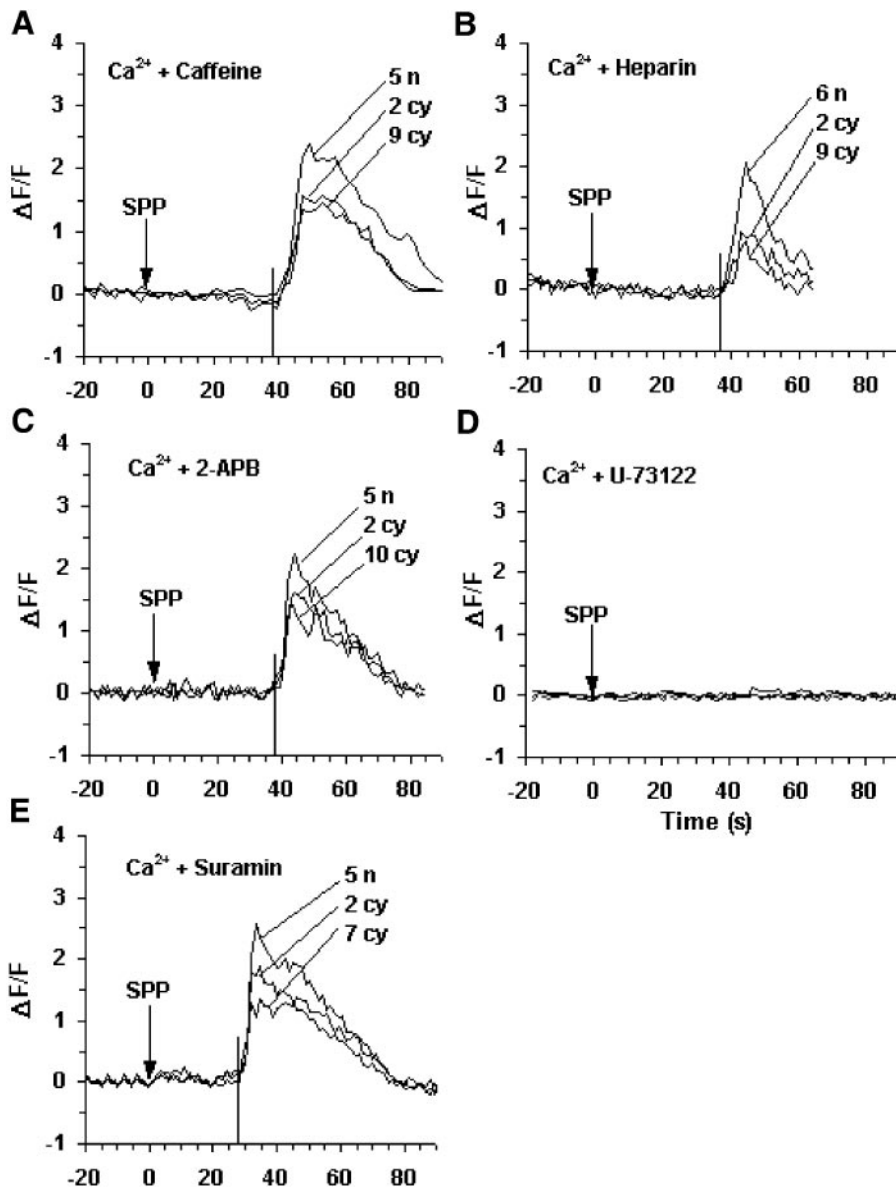 A
Ca2+ + Caffeine
5 n
2 cy
9 cy
SPP
ΔF/F
4
3
2
1
0
-1
-20 0 20 40 60 80
B
Ca2+ + Heparin
6 n
2 cy
9 cy
SPP
ΔF/F
4
3
2
1
0
-1
-20 0 20 40 60 80
C
Ca2+ + 2-APB
5 n
2 cy
10 cy
SPP
ΔF/F
4
3
2
1
0
-1
-20 0 20 40 60 80
D
Ca2+ + U-73122
SPP
ΔF/F
4
3
2
1
0
-1
-20 0 20 40 60 80
Time (s)
E
Ca2+ + Suramin
5 n
2 cy
7 cy
SPP
ΔF/F
4
3
2
1
0
-1
-20 0 20 40 60 80